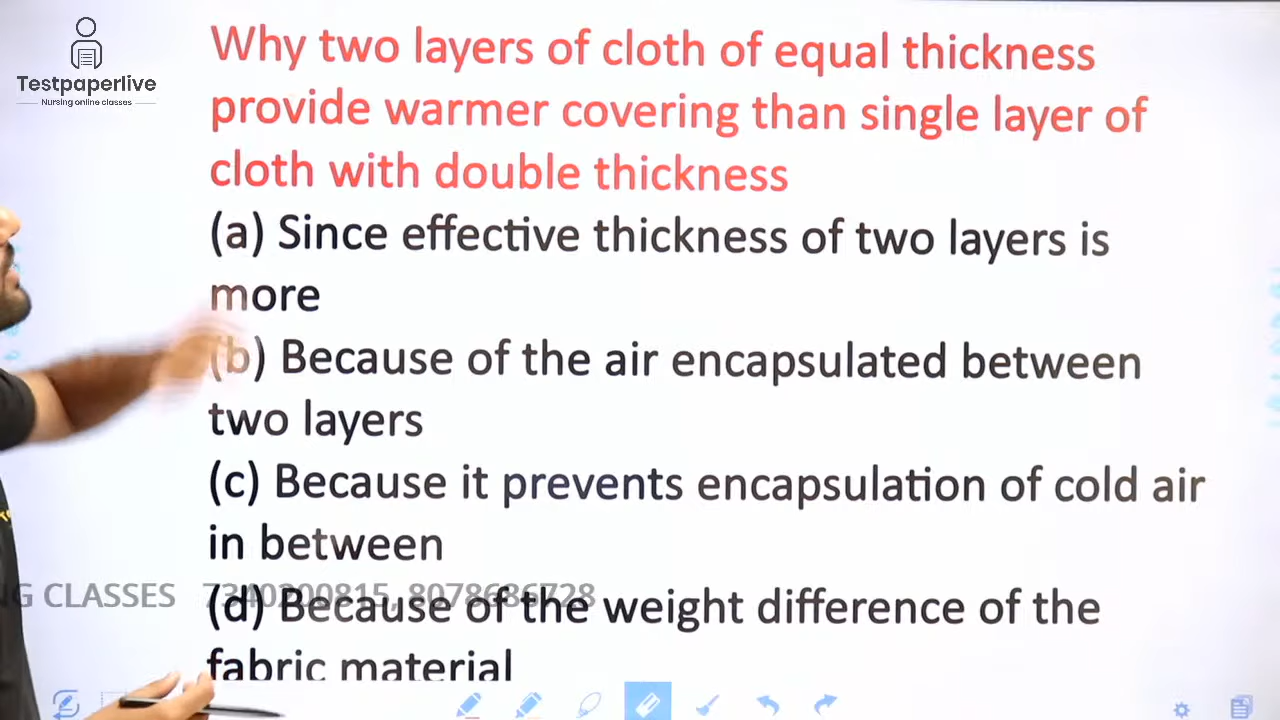 Testpaperlive
Nursing online classes
Why two layers of cloth of equal thickness
provide warmer covering than single layer of
cloth with double thickness
(a) Since effective thickness of two layers is
more
(b) Because of the air encapsulated between
two layers
(c) Because it prevents encapsulation of cold air
in between
G CLASSES 7340200815, 8078686728
(d) Because of the weight difference of the
fabric material